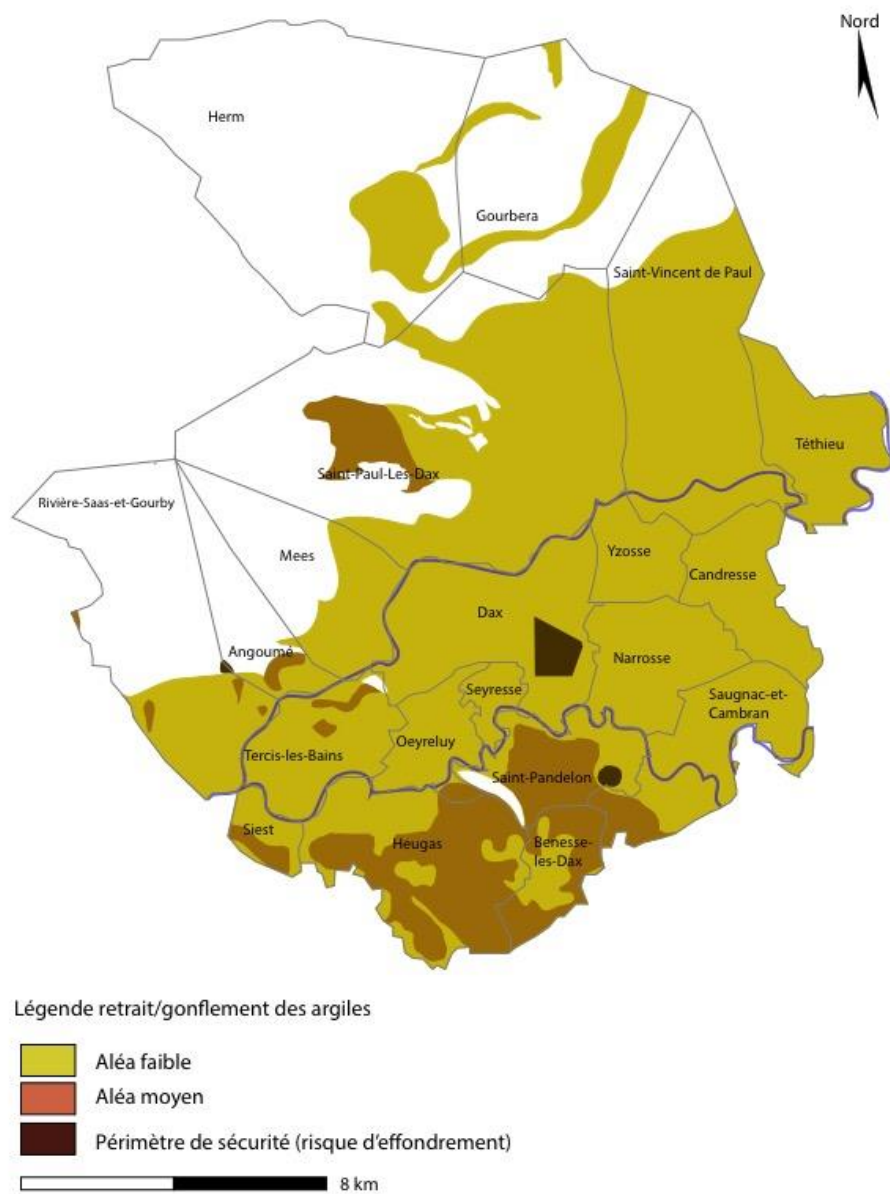 Nord
Herm
Gourbera
Saint-Vincent de Paul
Téthieu
Saint-Paul-Les-Dax
Rivière-Saas-et-Gourby
Mees
Yzosse
Candresse
Dax
Angoumé
Narrosse
Seyresse
Saugnac-et-
Cambran
Oeyreluy
Tercis-les-Bains
Saint-Pandelon
Siest
Heugas
Benesse-
les-Dax
Légende retrait/gonflement des argiles
Aléa faible
Aléa moyen
Périmètre de sécurité (risque d'effondrement)
8 km